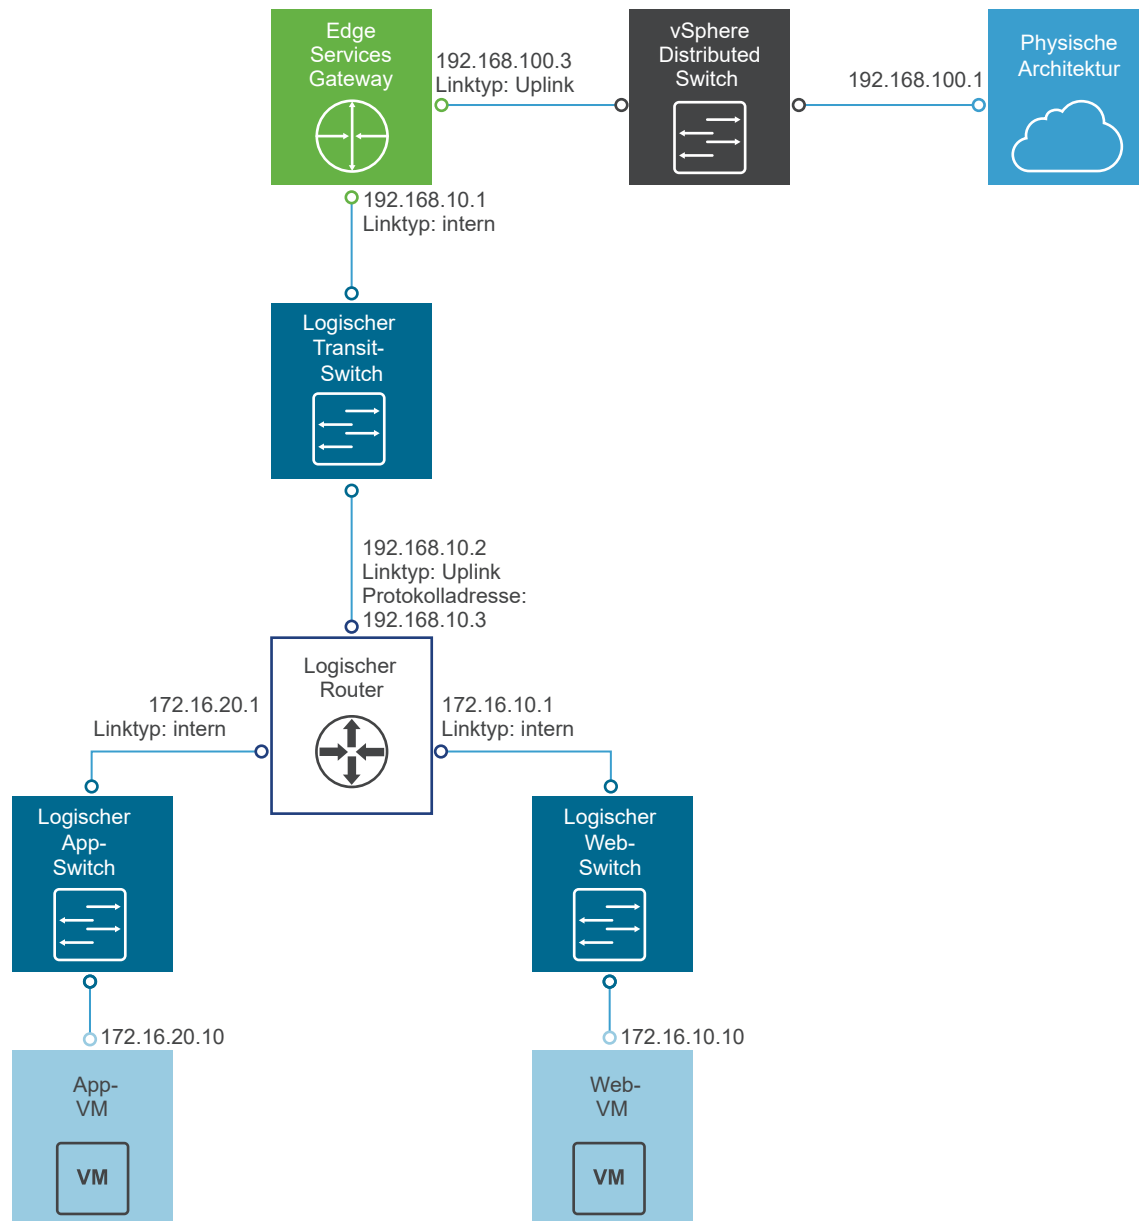 Edge
Services
Gateway
192.168.100.3
Linktyp: Uplink
vSphere
Distributed
Switch
192.168.100.1
Physische
Architektur
192.168.10.1
Linktyp: intern
Logischer
Transit-
Switch
192.168.10.2
Linktyp: Uplink
Protokolladresse:
192.168.10.3
Logischer
Router
172.16.20.1
Linktyp: intern
172.16.10.1
Linktyp: intern
Logischer
App-
Switch
Logischer
Web-
Switch
172.16.20.10
172.16.10.10
App-
VM
VM
Web-
VM
VM